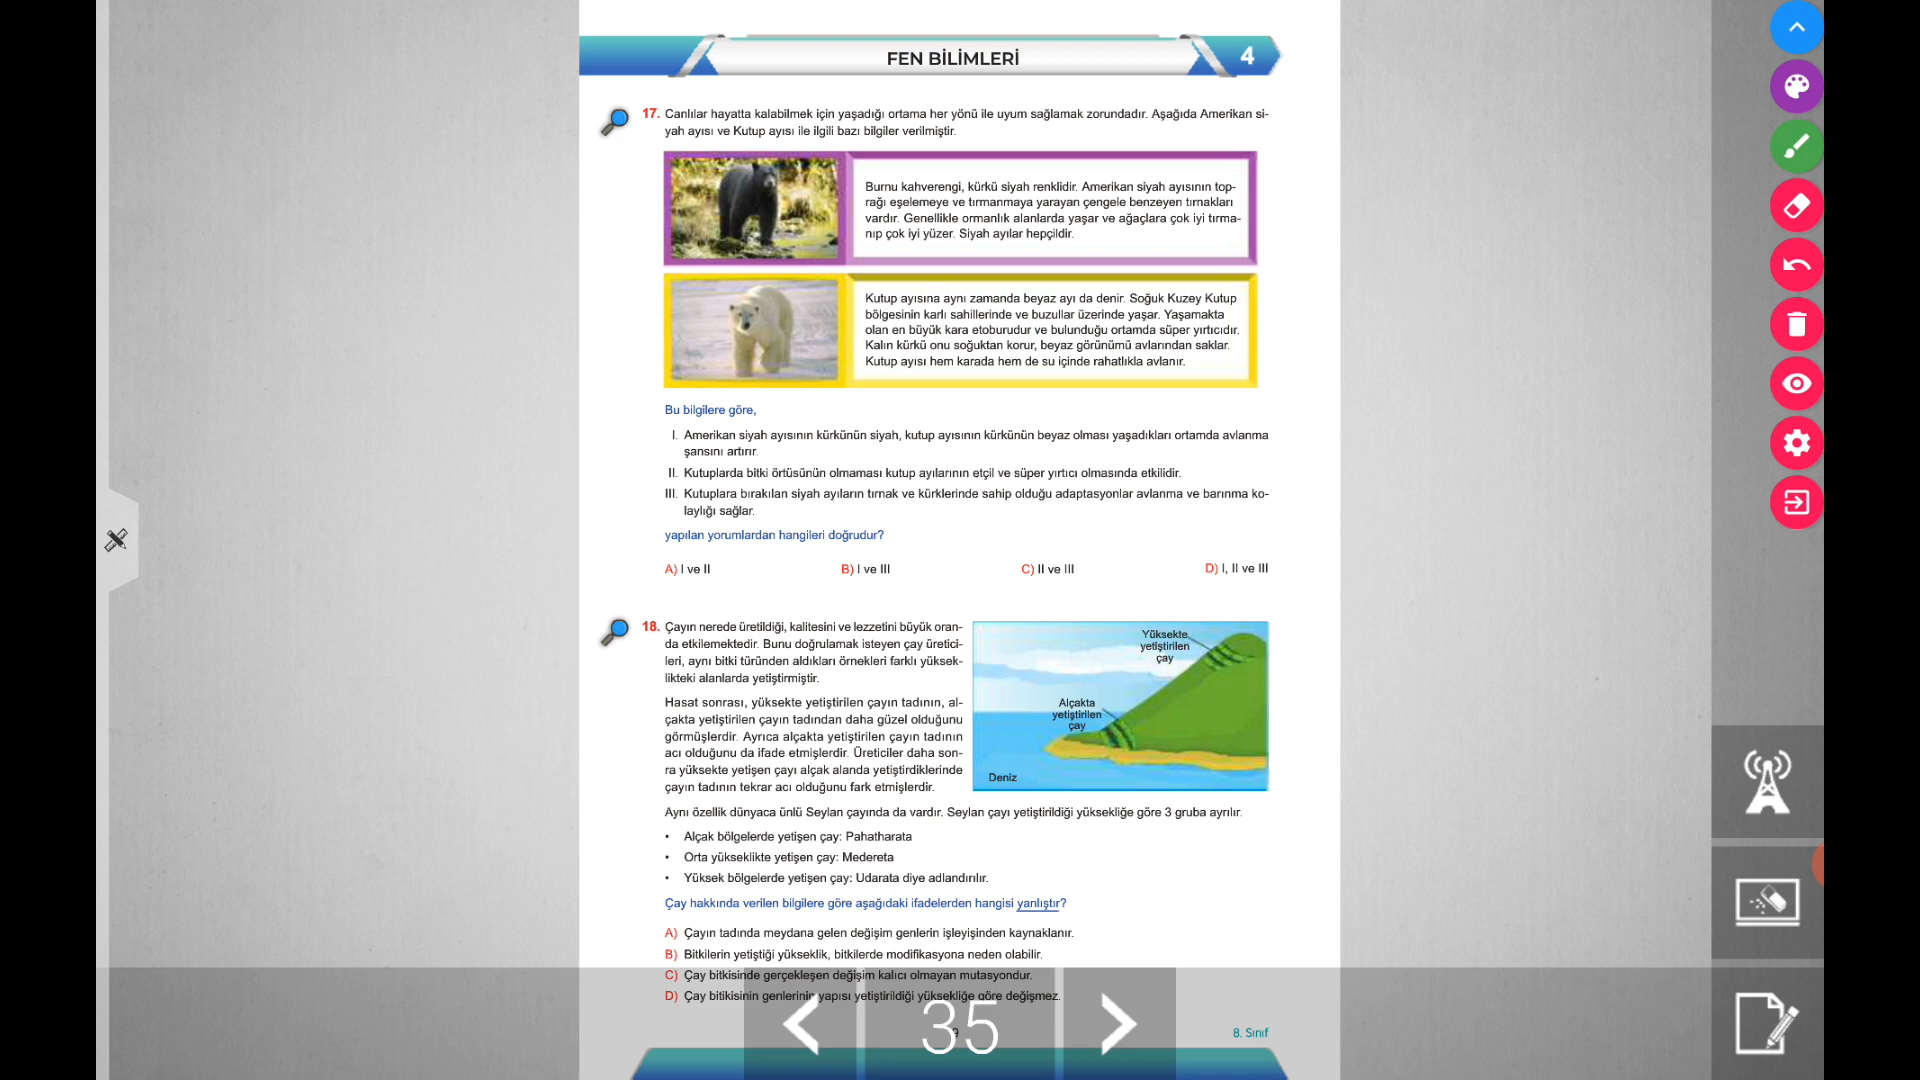 FEN BİLİMLERİ
4
17. Canlılar hayatta kalabilmek için yaşadığı ortama her yönü ile uyum sağlamak zorundadır. Aşağıda Amerikan si-
yah ayısı ve Kutup ayısı ile ilgili bazı bilgiler verilmiştir.
Burnu kahverengi, kürkü siyah renklidir. Amerikan siyah ayısının top-
rağı eşelemeye ve tırmanmaya yarayan çengele benzeyen tırnakları
vardır. Genellikle ormanlık alanlarda yaşar ve ağaçlara çok iyi tırma-
nıp çok iyi yüzer. Siyah ayılar hepçildir.
Kutup ayısına aynı zamanda beyaz ayı da denir. Soğuk Kuzey Kutup
bölgesinin karlı sahillerinde ve buzullar üzerinde yaşar. Yaşamakta
olan en büyük kara etoburudur ve bulunduğu ortamda süper yırtıcıdır.
Kalın kürkü onu soğuktan korur, beyaz görünümü avlarından saklar.
Kutup ayısı hem karada hem de su içinde rahatlıkla avlanır.
Bu bilgilere göre,
I. Amerikan siyah ayısının kürkünün siyah, kutup ayısının kürkünün beyaz olması yaşadıkları ortamda avlanma
şansını artırır.
II. Kutuplarda bitki örtüsünün olmaması kutup ayılarının etçil ve süper yırtıcı olmasında etkilidir.
III. Kutuplara bırakılan siyah ayıların tırnak ve kürklerinde sahip olduğu adaptasyonlar avlanma ve barınma ko-
laylığı sağlar.
yapılan yorumlardan hangileri doğrudur?
A) I ve II B) I ve III C) II ve III D) I, II ve III
18. Çayın nerede üretildiği, kalitesini ve lezzetini büyük oran-
da etkilemektedir. Bunu doğrulamak isteyen çay üretici-
leri, aynı bitki türünden aldıkları örnekleri farklı yüksek-
likteki alanlarda yetiştirmiştir.
Hasat sonrası, yüksekte yetiştirilen çayın tadının, al-
çakta yetiştirilen çayın tadından daha güzel olduğunu
görmüşlerdir. Ayrıca alçakta yetiştirilen çayın tadının
acı olduğunu da ifade etmişlerdir. Üreticiler daha son-
ra yüksekte yetişen çayı alçak alanda yetiştirdiklerinde
çayın tadının tekrar acı olduğunu fark etmişlerdir.
Yüksekte
yetiştirilen
çay
Alçakta
yetiştirilen
çay
Deniz
Aynı özellik dünyaca ünlü Seylan çayında da vardır. Seylan çayı yetiştirildiği yüksekliğe göre 3 gruba ayrılır.
• Alçak bölgelerde yetişen çay: Pahatharata
• Orta yükseklikte yetişen çay: Medereta
• Yüksek bölgelerde yetişen çay: Udarata diye adlandırılır.
Çay hakkında verilen bilgilere göre aşağıdaki ifadelerden hangisi yanlıştır?
A) Çayın tadında meydana gelen değişim genlerin işleyişinden kaynaklanır.
B) Bitkilerin yetiştiği yükseklik, bitkilerde modifikasyona neden olabilir.
C) Çay bitkisinde gerçekleşen değişim kalıcı olmayan mutasyondur.
D) Çay bitikisinin genlerinin yapısı yetiştirildiği yüksekliğe göre değişmez.
35
9
8. Sınıf